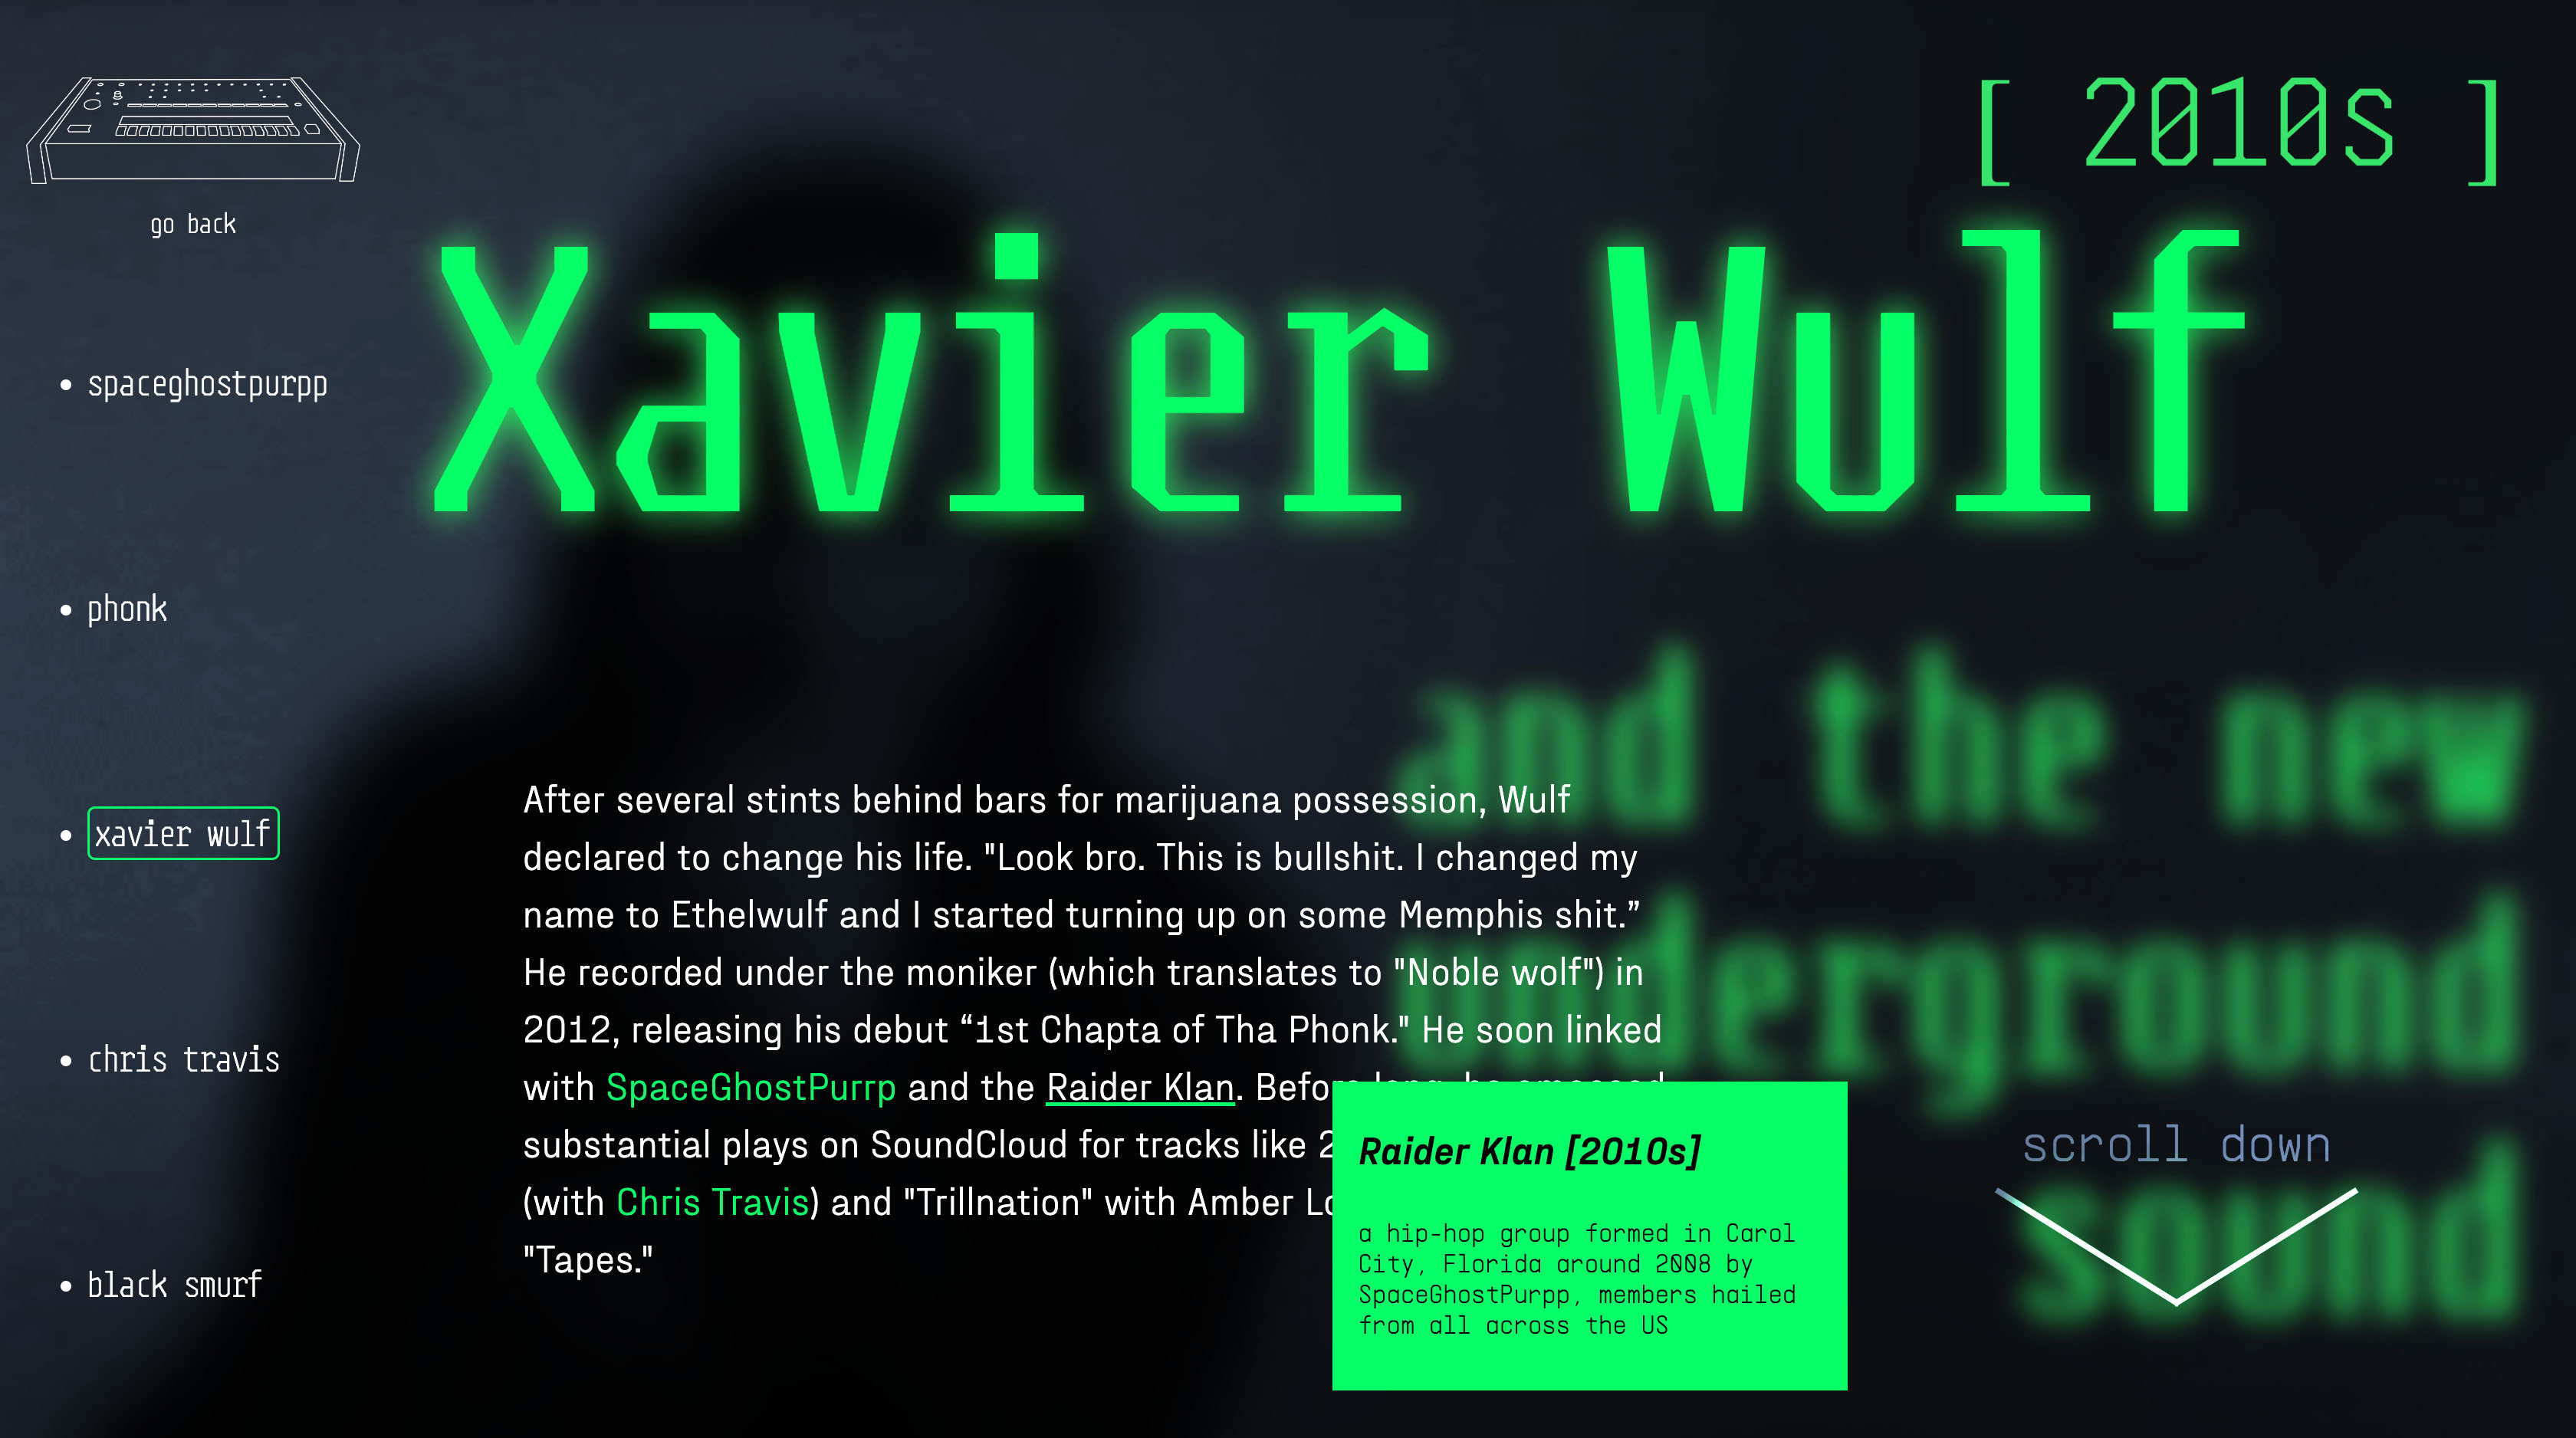 [ 2010s ]
go back
Xavier Wulf
and the new
underground
sound
• spaceghostpurpp
• phonk
• xavier wulf
• chris travis
• black smurf
After several stints behind bars for marijuana possession, Wulf
declared to change his life. "Look bro. This is bullshit. I changed my
name to Ethelwulf and I started turning up on some Memphis shit.”
He recorded under the moniker (which translates to "Noble wolf") in
2012, releasing his debut “1st Chapta of Tha Phonk." He soon linked
with SpaceGhostPurrp and the Raider Klan. Before long, he amassed
substantial plays on SoundCloud for tracks like
(with Chris Travis) and "Trillnation" with Amber
"Tapes."
Raider Klan [2010s]
a hip-hop group formed in Carol
City, Florida around 2008 by
SpaceGhostPurpp, members hailed
from all across the US
scroll down